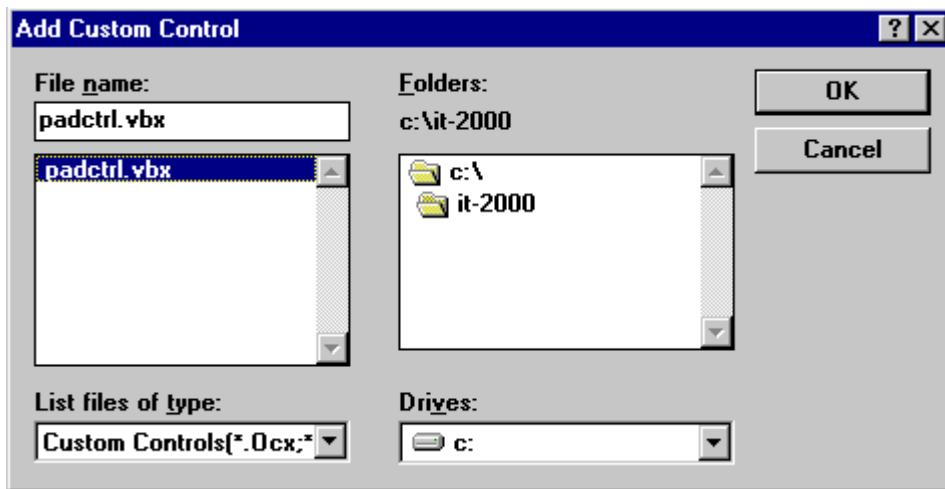 Add Custom Control
File name:
padctrl.vbx
padctrl.vbx
List files of type:
Custom Controls(*.Ocx;*
Folders:
c:\it-2000
c:\
it-2000
Drives:
c:
OK
Cancel